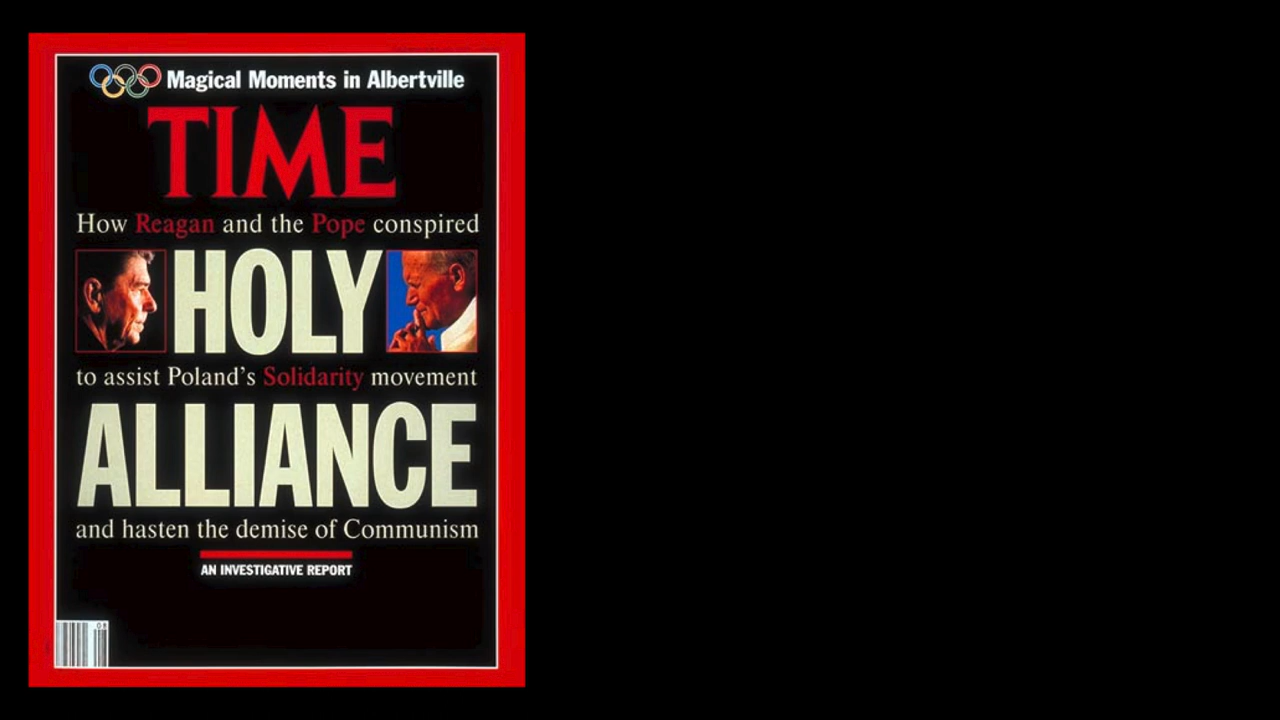 Magical Moments in Albertville
TIME
How Reagan and the Pope conspired
HOLY
to assist Poland's Solidarity movement
ALLIANCE
and hasten the demise of Communism
AN INVESTIGATIVE REPORT
08